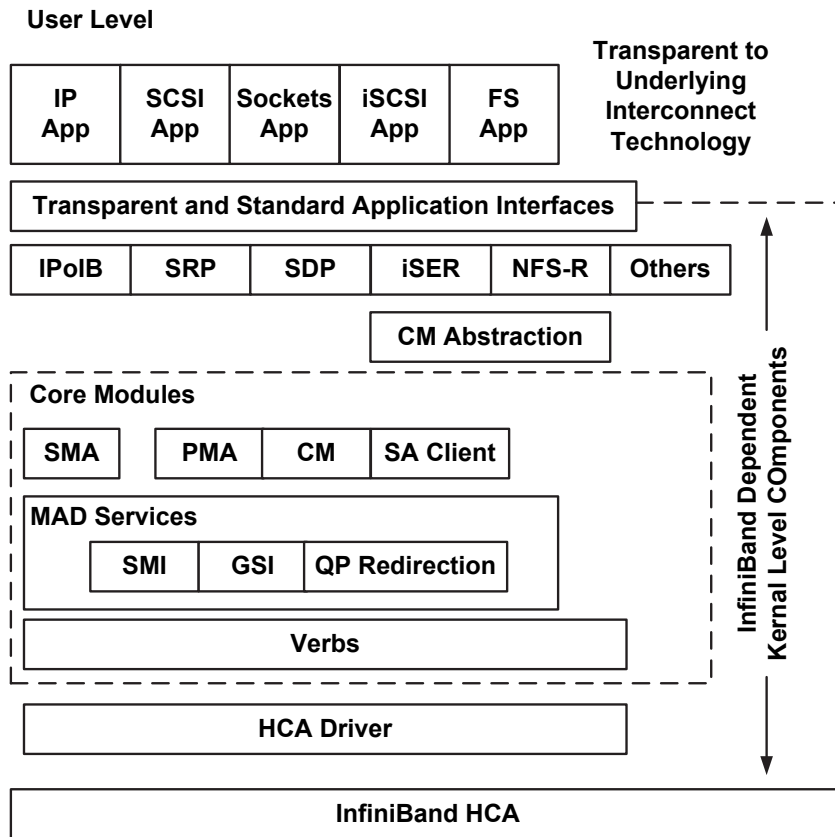 User Level
Transparent to
Underlying
Interconnect
Technology
IP
App
SCSI
App
Sockets
App
iSCSI
App
FS
App
Transparent and Standard Application Interfaces
IPoIB
SRP
SDP
iSER
NFS-R
Others
CM Abstraction
Core Modules
SMA
PMA
CM
SA Client
MAD Services
SMI
GSI
QP Redirection
Verbs
HCA Driver
InfiniBand HCA
InfiniBand Dependent
Kernal Level COmponents